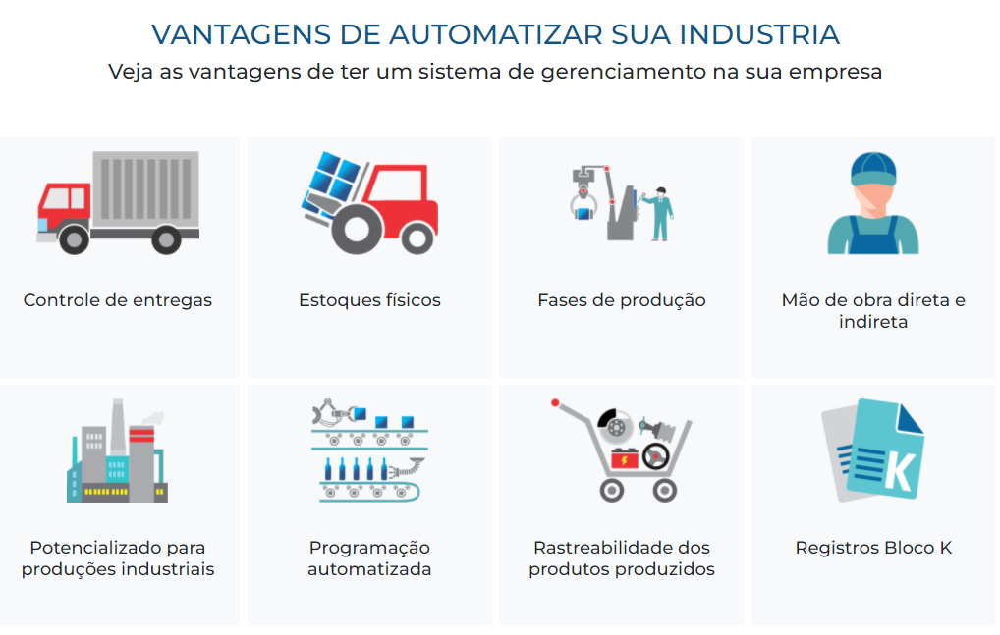 VANTAGENS DE AUTOMATIZAR SUA INDUSTRIA
Veja as vantagens de ter um sistema de gerenciamento na sua empresa
Controle de entregas
Estoques físicos
Fases de produção
Mão de obra direta e
indireta
K
Potencializado para
produções industriais
Programação
automatizada
Rastreabilidade dos
produtos produzidos
Registros Bloco K